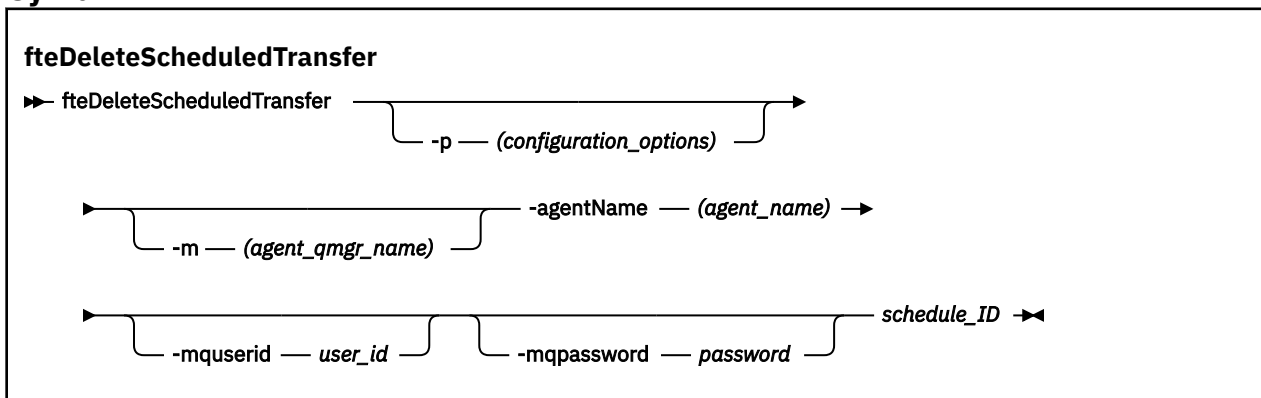 fteDeleteScheduledTransfer
fteDeleteScheduledTransfer
-p (configuration_options)
-agentName (agent_name)
-m (agent_qmgr_name)
schedule_ID
-mquserid user_id -mqpassword password